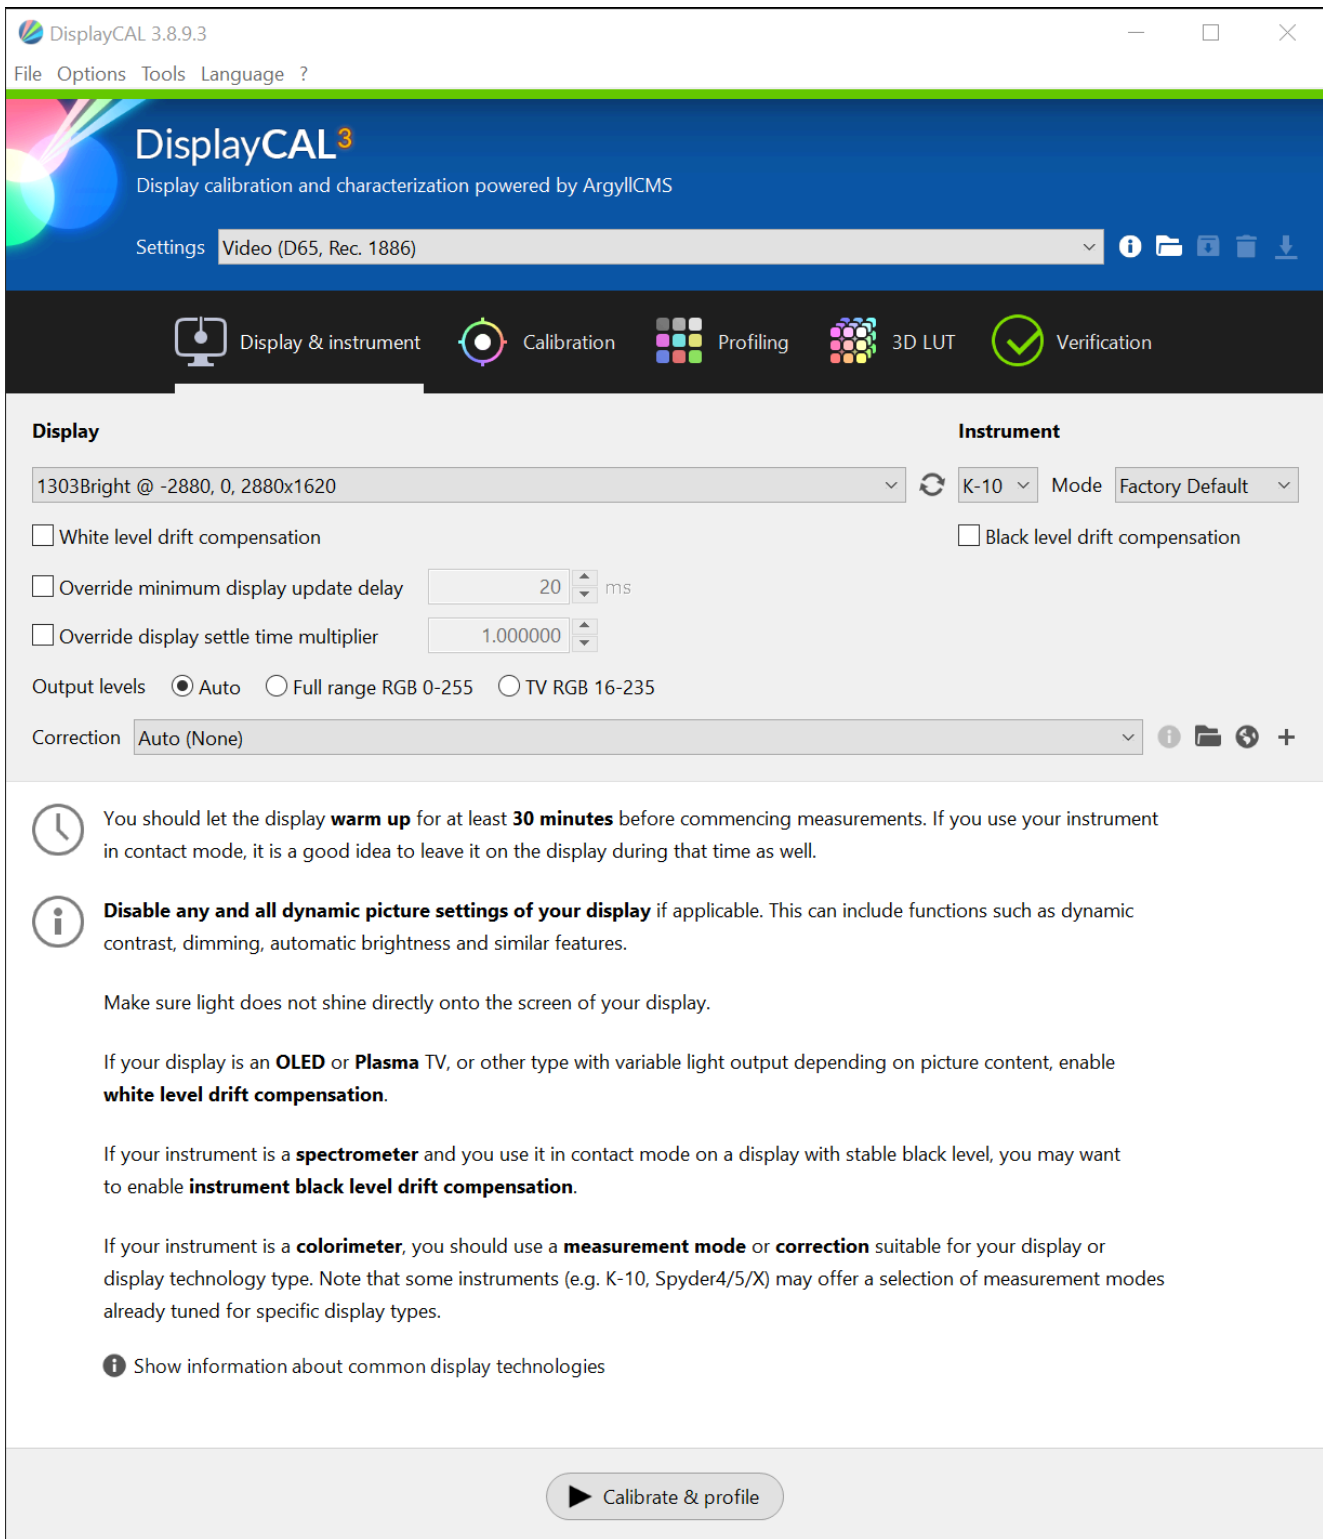 DisplayCAL 3.8.9.3
File Options Tools Language ?
DisplayCAL3
Display calibration and characterization powered by ArgyllCMS
Settings Video (D65, Rec. 1886)
Display & instrument Calibration Profiling 3D LUT Verification
Display Instrument
1303Bright @ -2880, 0, 2880x1620 K-10 Mode Factory Default
White level drift compensation Black level drift compensation
Override minimum display update delay 20 ms
Override display settle time multiplier 1.000000
Output levels Auto Full range RGB 0-255 TV RGB 16-235
Correction Auto (None)
You should let the display warm up for at least 30 minutes before commencing measurements. If you use your instrument
in contact mode, it is a good idea to leave it on the display during that time as well.
Disable any and all dynamic picture settings of your display if applicable. This can include functions such as dynamic
contrast, dimming, automatic brightness and similar features.
Make sure light does not shine directly onto the screen of your display.
If your display is an OLED or Plasma TV, or other type with variable light output depending on picture content, enable
white level drift compensation.
If your instrument is a spectrometer and you use it in contact mode on a display with stable black level, you may want
to enable instrument black level drift compensation.
If your instrument is a colorimeter, you should use a measurement mode or correction suitable for your display or
display technology type. Note that some instruments (e.g. K-10, Spyder4/5/X) may offer a selection of measurement modes
already tuned for specific display types.
Show information about common display technologies
Calibrate & profile